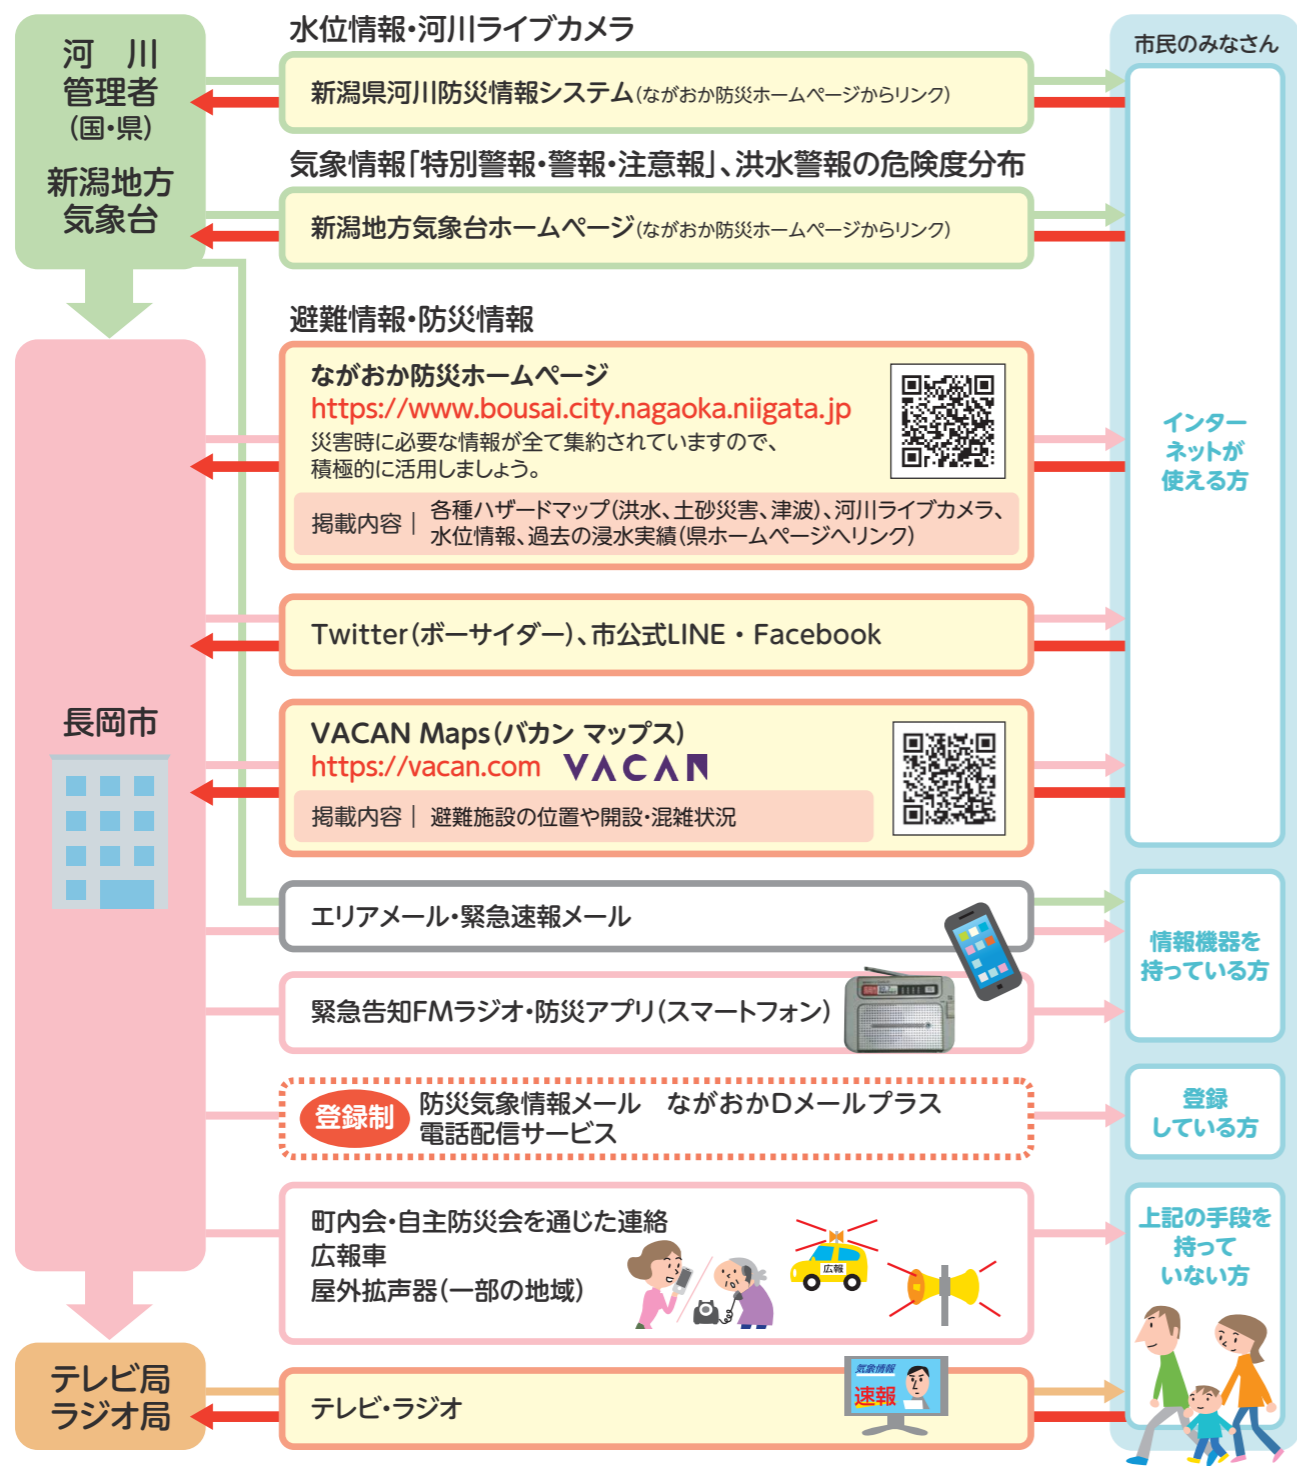 水位情報・河川ライブカメラ
河 川
管理者
(国・県)
新潟地方
気象台
新潟県河川防災情報システム(ながおか防災ホームページからリンク)
気象情報「特別警報・警報・注意報」、洪水警報の危険度分布
新潟地方気象台ホームページ(ながおか防災ホームページからリンク)
市民のみなさん
避難情報・防災情報
長岡市
ながおか防災ホームページ
https://www.bousai.city.nagaoka.niigata.jp
災害時に必要な情報が全て集約されていますので、
積極的に活用しましょう。
掲載内容｜各種ハザードマップ(洪水、土砂災害、津波)、河川ライブカメラ、
水位情報、過去の浸水実績(県ホームページへリンク)
Twitter(ボーサイダー)、市公式LINE・Facebook
VACAN Maps(バカン マップス)
https://vacan.com VACAN
掲載内容｜避難施設の位置や開設・混雑状況
インター
ネットが
使える方
エリアメール・緊急速報メール
緊急告知FMラジオ・防災アプリ(スマートフォン)
情報機器を
持っている方
登録制
防災気象情報メール ながおかDメールプラス
電話配信サービス
登録
している方
町内会・自主防災会を通じた連絡
広報車
屋外拡声器(一部の地域)
広報
上記の手段を
持って
いない方
テレビ局
ラジオ局
テレビ・ラジオ
気象情報
速報